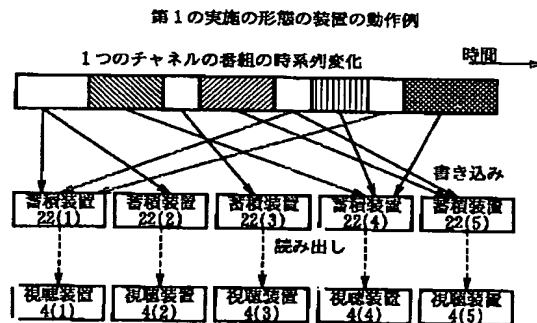 第1の実施の形態の装置の動作例
1つのチャネルの番組の時系列変化
時間
書き込み
蓄積装置 蓄積装置 蓄積装置 蓄積装置 蓄積装置
22(1) 22(2) 22(3) 22(4) 22(5)
読み出し
視聴装置 視聴装置 視聴装置 視聴装置 視聴装置
4(1) 4(2) 4(3) 4(4) 4(5)